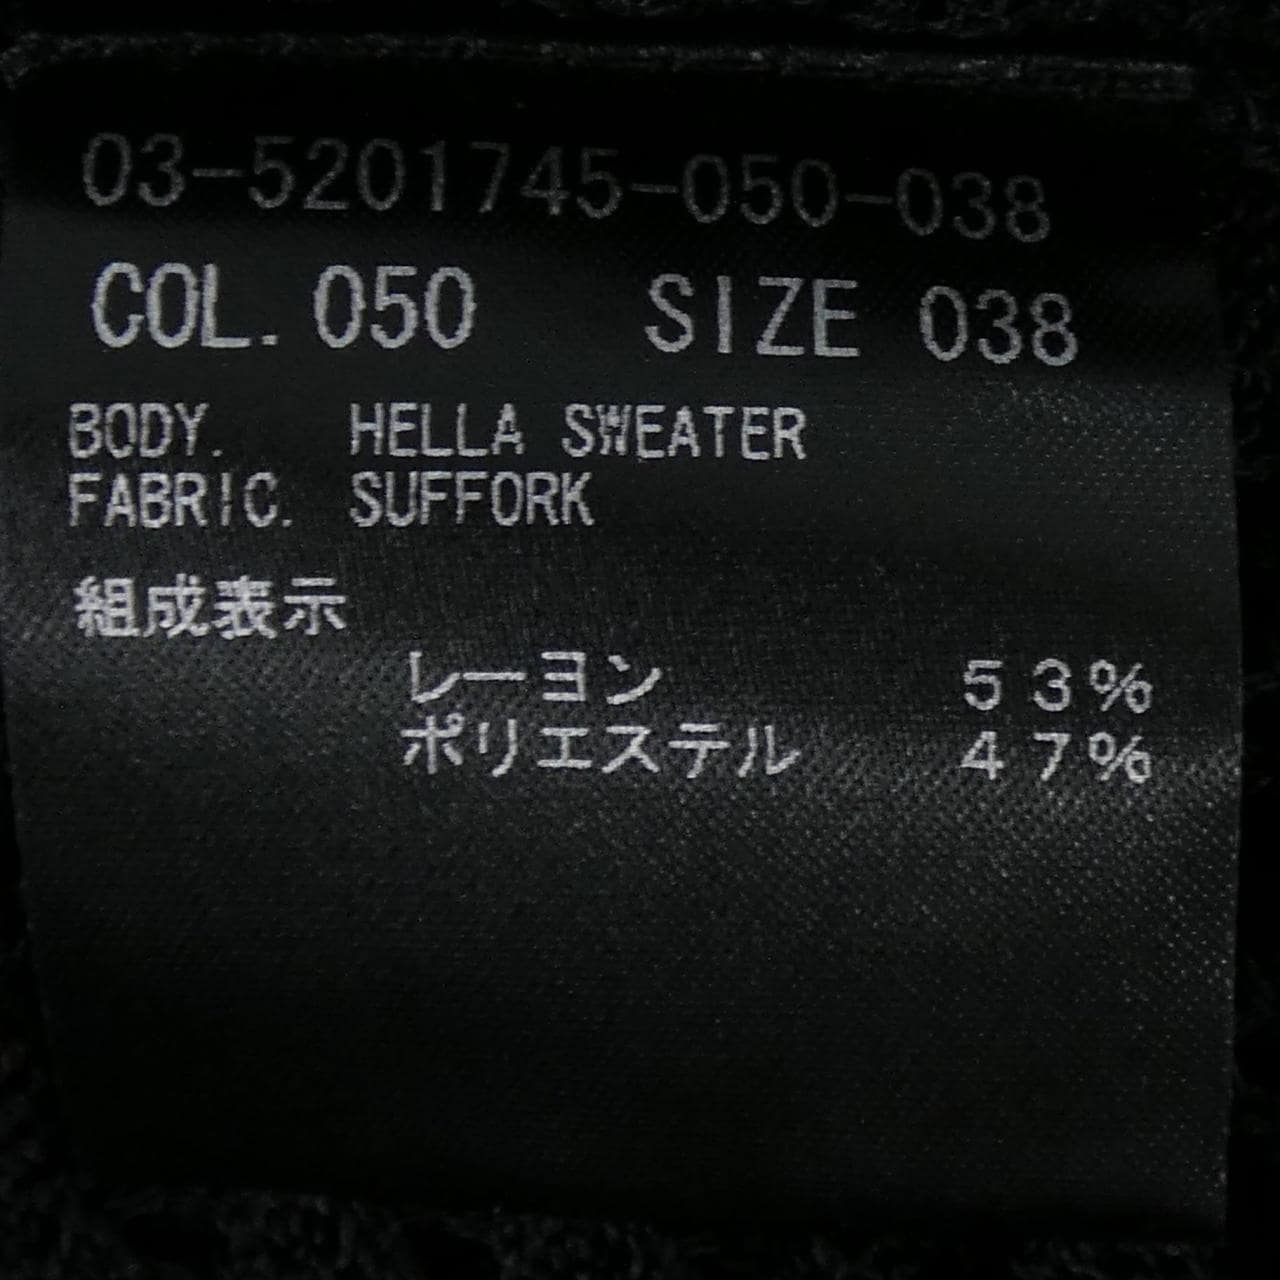 03-5201745-050-038
COL. 050 SIZE 038
BODY. HELLA SWEATER
FABRIC. SUFFORK
組成表示
レーヨン 53%
ポリエステル 47%